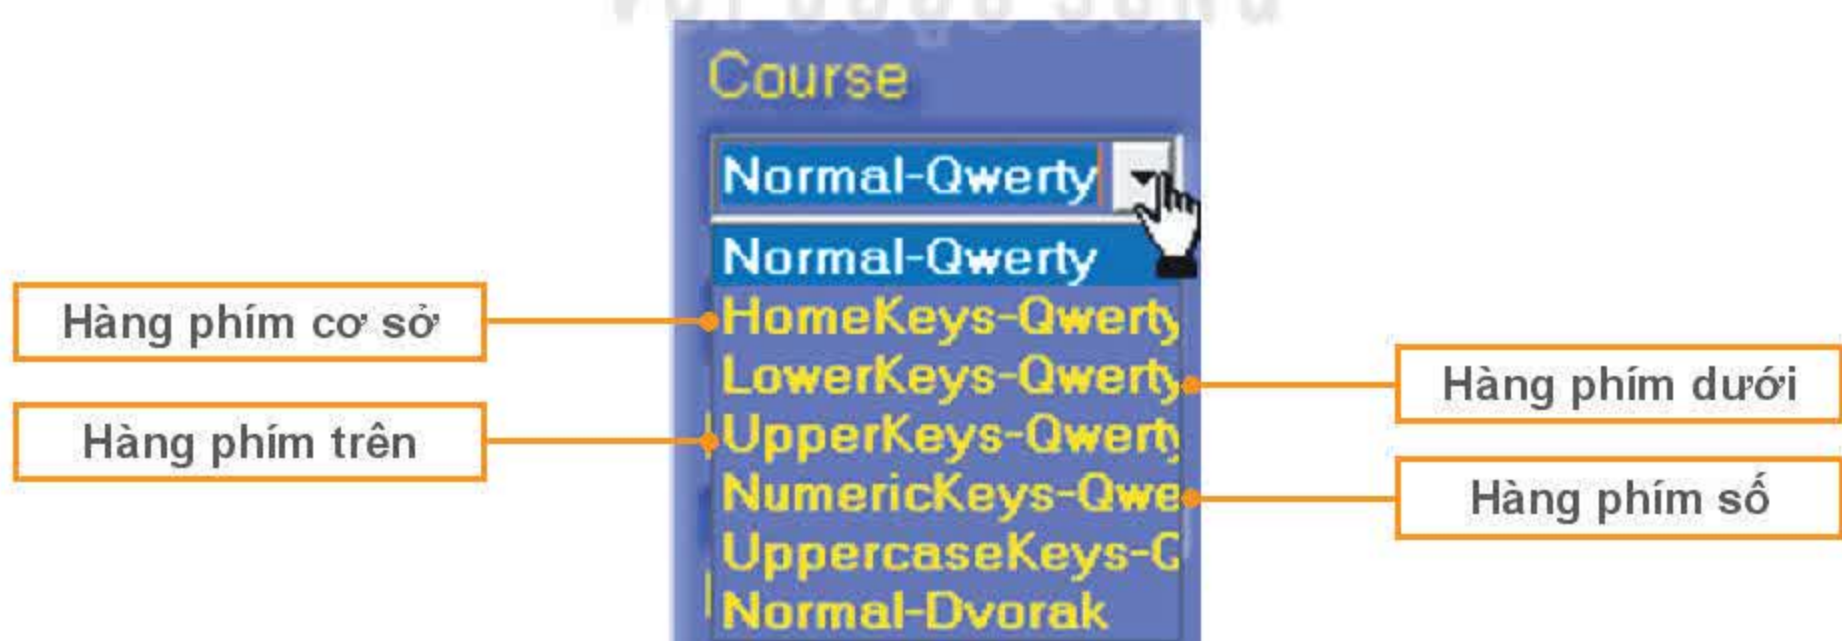 Course
Normal-Qwerty
Normal-Qwerty
Hàng phím cơ sở
HomeKeys-Qwerty
LowerKeys-Qwerty
Hàng phím dưới
Hàng phím trên
UpperKeys-Qwerty
NumericKeys-Qwe
Hàng phím số
UppercaseKeys-Q
Normal-Dvorak